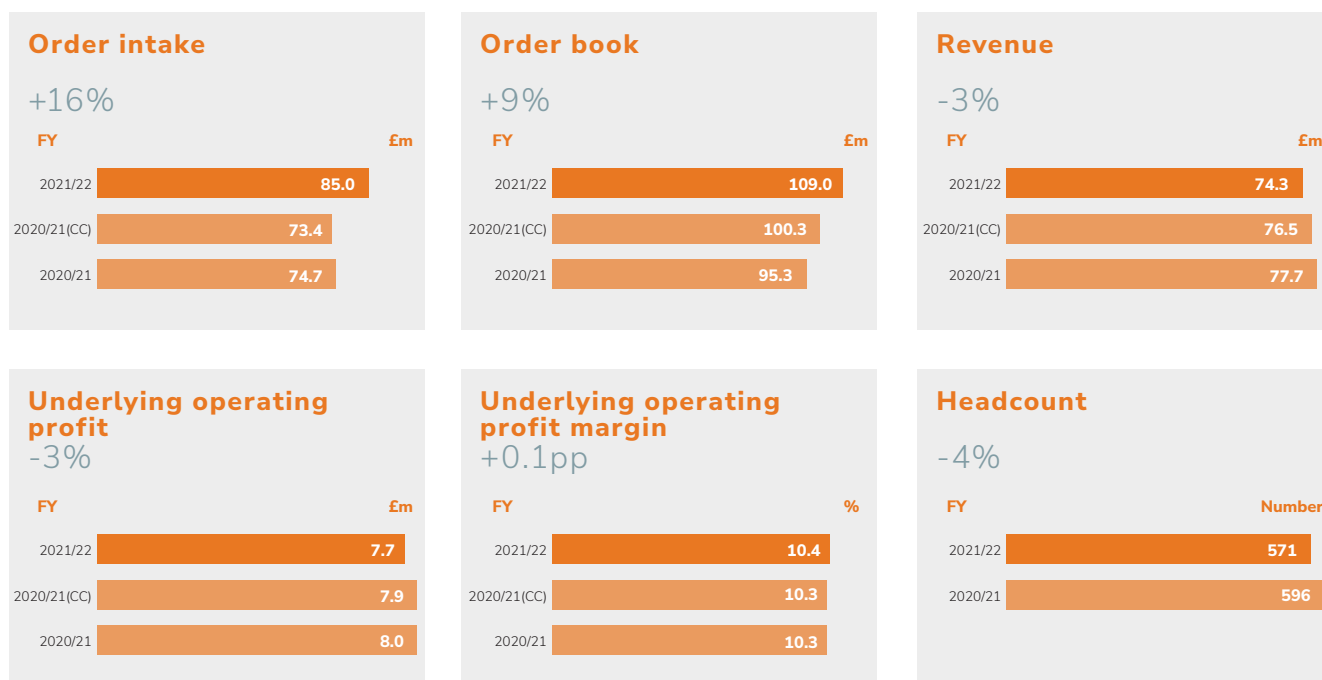 Order intake
+16%
FY £m
2021/22 85.0
2020/21(CC) 73.4
2020/21 74.7
Order book
+9%
FY £m
2021/22 109.0
2020/21(CC) 100.3
2020/21 95.3
Revenue
-3%
FY £m
2021/22 74.3
2020/21(CC) 76.5
2020/21 77.7
Underlying operating
profit
-3%
FY £m
2021/22 7.7
2020/21(CC) 7.9
2020/21 8.0
Underlying operating
profit margin
+0.1pp
FY %
2021/22 10.4
2020/21(CC) 10.3
2020/21 10.3
Headcount
-4%
FY Number
2021/22 571
2020/21 596